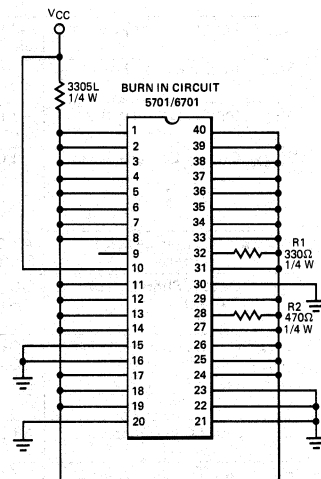 VCC
3305L
1/4 W
BURN IN CIRCUIT
5701/6701
1 40
2 39
3 38
4 37
5 36
6 35
7 34
8 33
9 32
R1
330Ω
1/4 W
10 31
11 30
12 29
13 28
R2
470Ω
1/4 W
14 27
15 26
16 25
17 24
18 23
19 22
20 21